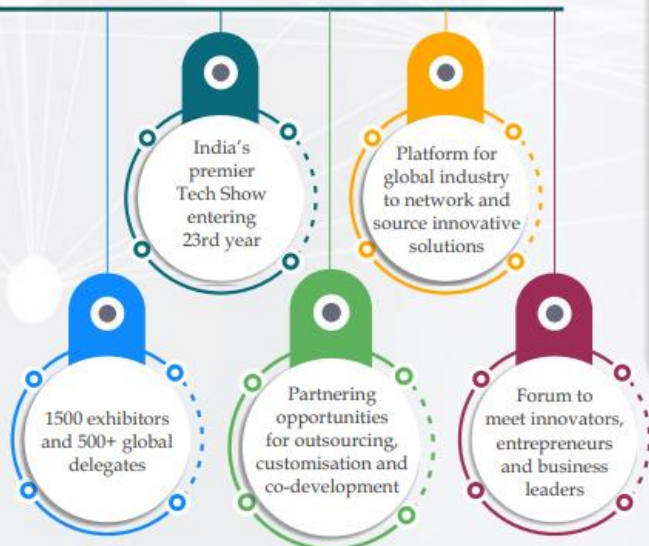 India's
premier
Tech Show
entering
23rd year
Platform for
global industry
to network and
source innovative
solutions
1500 exhibitors
and 500+ global
delegates
Partnering
opportunities
for outsourcing,
customisation and
co-development
Forum to
meet innovators,
entrepreneurs
and business
leaders